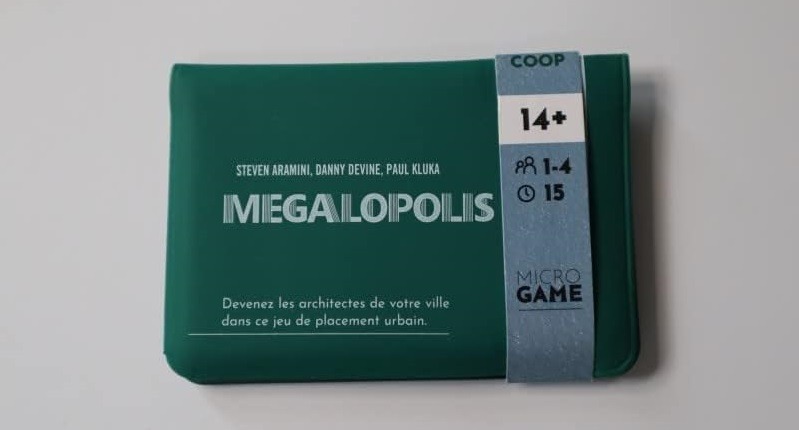 COOP
14+
1-4
15
STEVEN ARAMINI, DANNY DEVINE, PAUL KLUKA
MEGALOPOLIS
MICRO
GAME
Devenez les architectes de votre ville
dans ce jeu de placement urbain.